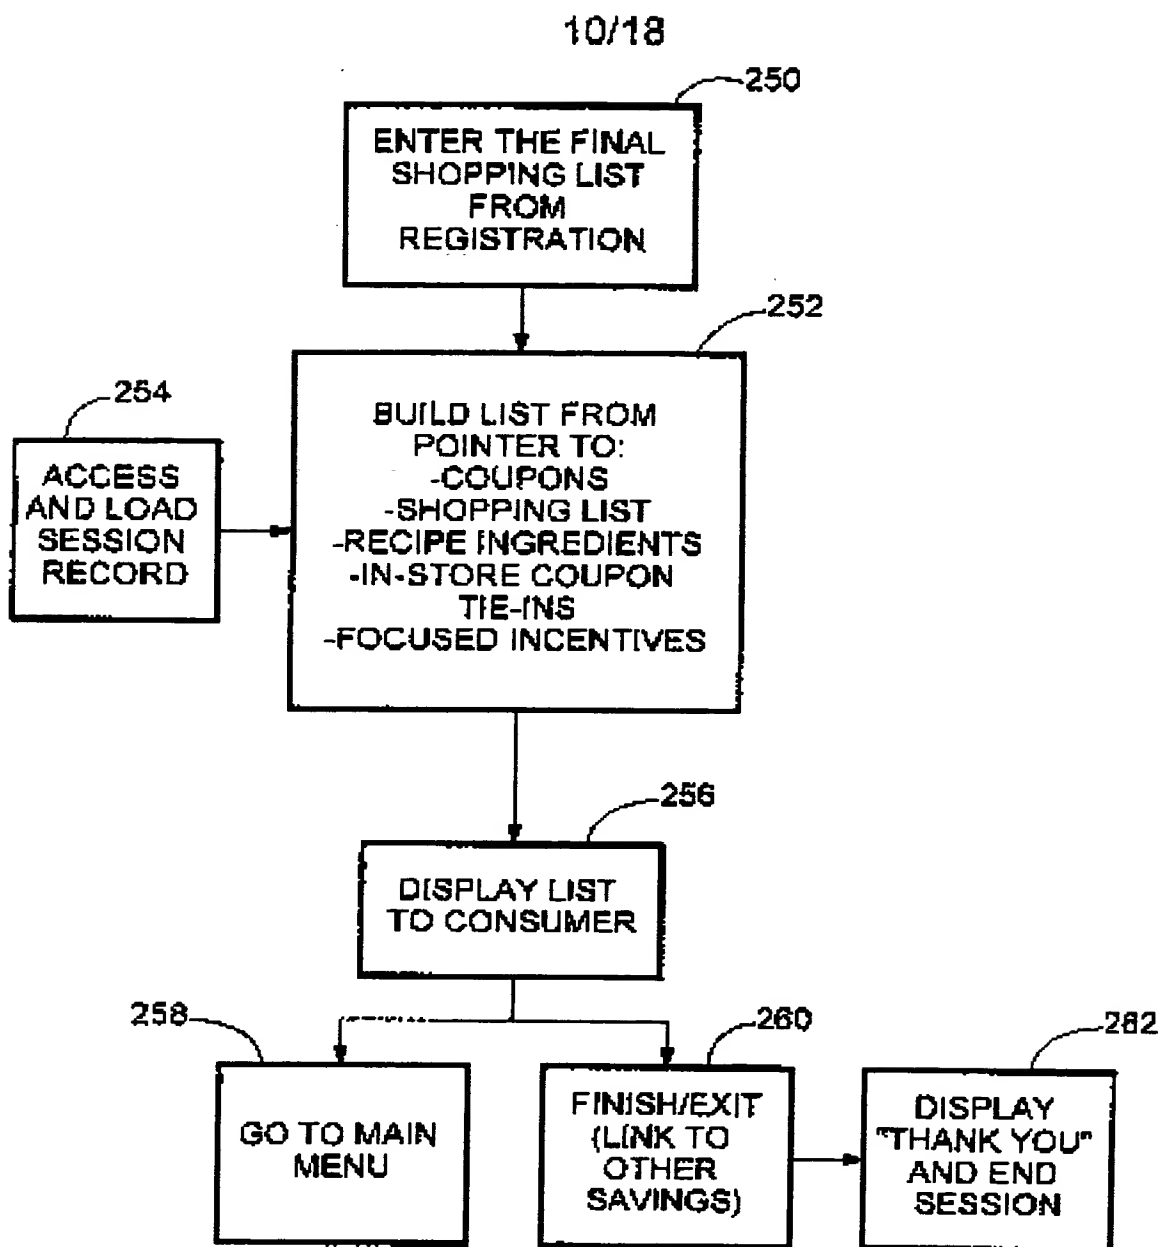 10/18
250
ENTER THE FINAL
SHOPPING LIST
FROM
REGISTRATION
252
BUILD LIST FROM
POINTER TO:
-COUPONS
-SHOPPING LIST
-RECIPE INGREDIENTS
-IN-STORE COUPON
TIE-INS
-FOCUSED INCENTIVES
254
ACCESS
AND LOAD
SESSION
RECORD
256
DISPLAY LIST
TO CONSUMER
258
GO TO MAIN
MENU
260
FINISH/EXIT
(LINK TO
OTHER
SAVINGS)
262
DISPLAY
"THANK YOU"
AND END
SESSION